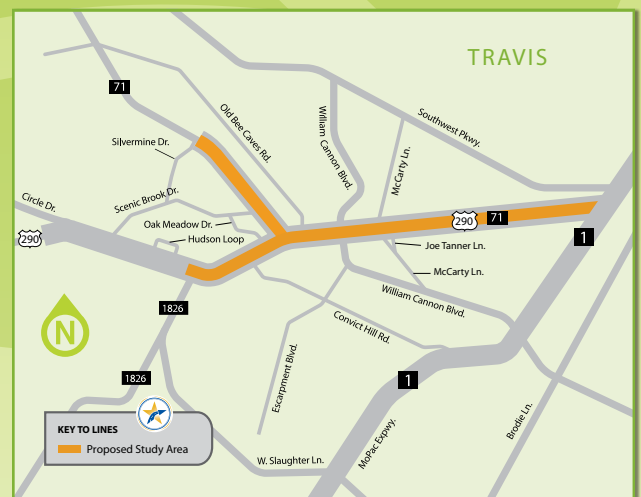 TRAVIS
71
Old Bee Caves Rd.
William Cannon Blvd.
Southwest Pkwy.
Silvermine Dr.
McCarty Ln.
Scenic Brook Dr.
Circle Dr.
Oak Meadow Dr.
290
71
290
Hudson Loop
1
Joe Tanner Ln.
McCarty Ln.
1826
William Cannon Blvd.
N
Convict Hill Rd.
Escarpment Blvd.
1826
1
Brodie Ln.
KEY TO LINES
Proposed Study Area
MoPac Expwy.
W. Slaughter Ln.